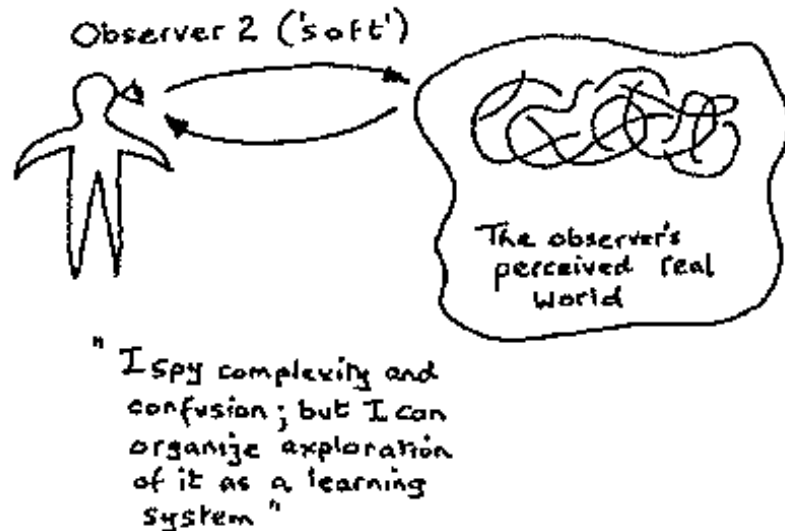 Observer 2 ('soft')
The observer's
perceived real
world
" I spy complexity and
confusion ; but I can
organize exploration
of it as a learning
system "